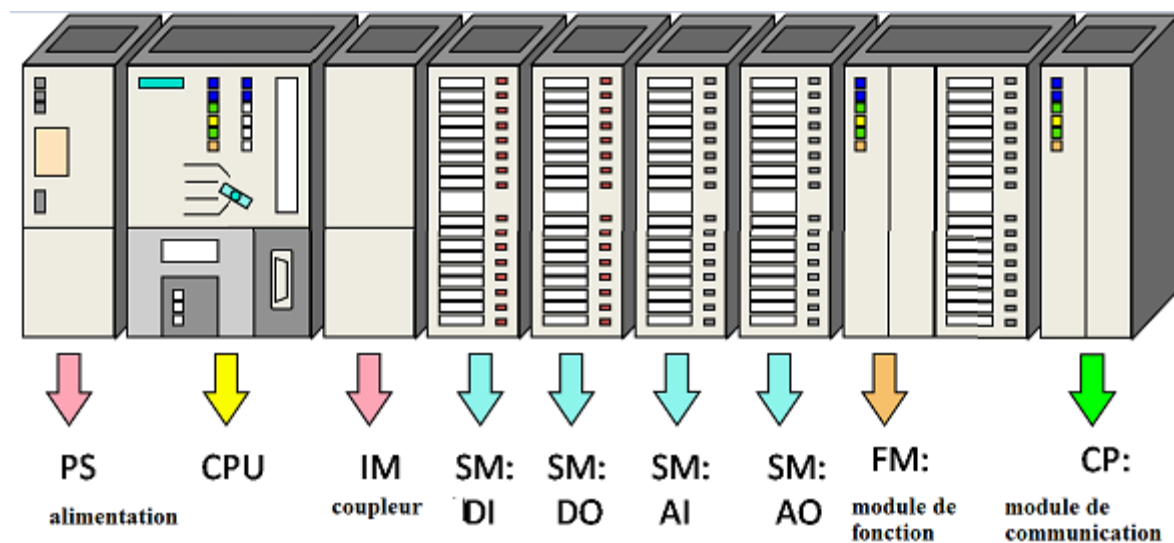 PS
alimentation
CPU
IM
coupleur
SM:
DI
SM:
DO
SM:
AI
SM:
AO
FM:
module de
fonction
CP:
module de
communication